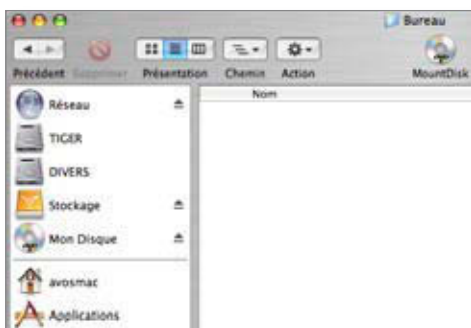 Bureau
Précédent Supprimer Présentation Chemin Action MountDisk
Nom
Réseau
TIGER
DIVERS
Stockage
Mon Disque
avosmac
Applications